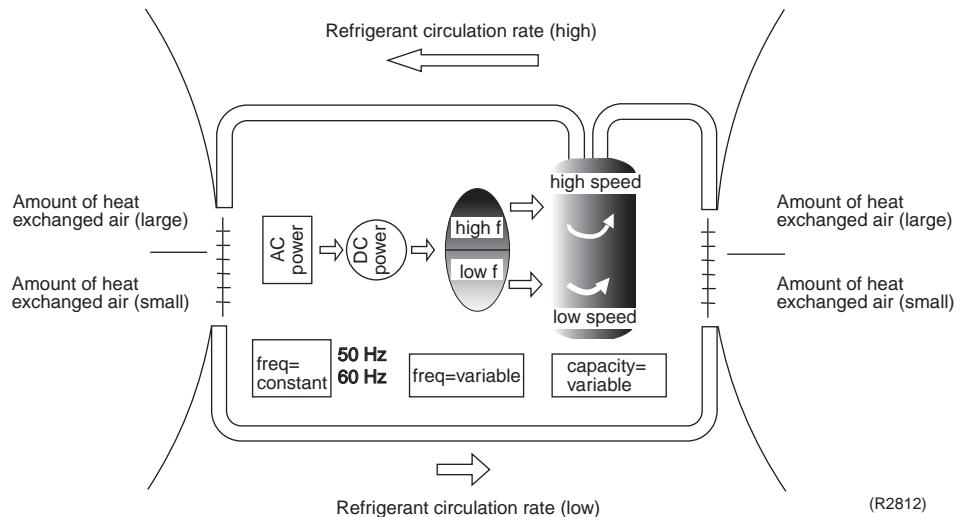 Refrigerant circulation rate (high)
high speed
Amount of heat
exchanged air (large)
Amount of heat
exchanged air (small)
AC
power
DC
power
high f
low f
low speed
Amount of heat
exchanged air (large)
Amount of heat
exchanged air (small)
freq=
constant
50 Hz
60 Hz
freq=variable
capacity=
variable
Refrigerant circulation rate (low)
(R2812)